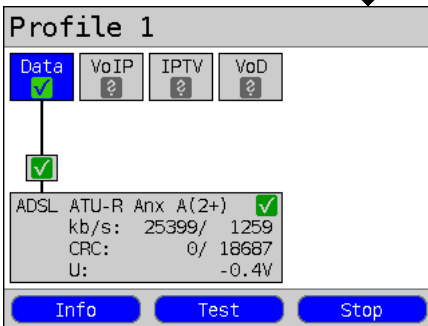 Profile 1
Data VoIP IPTV VoD
? ? ?
ADSL ATU-R Anx A(2+)
kb/s: 25399/ 1259
CRC: 0/ 18687
U: -0.4V
Info Test Stop